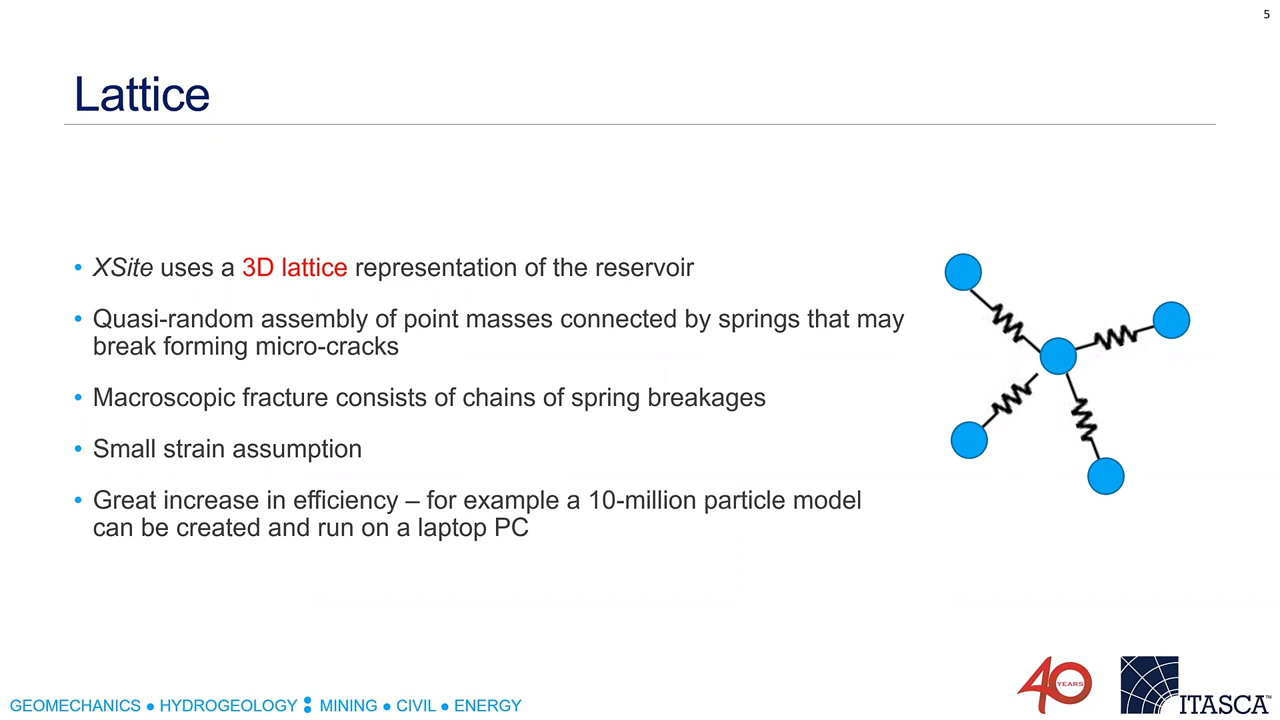 5
Lattice
• XSite uses a 3D lattice representation of the reservoir
• Quasi-random assembly of point masses connected by springs that may
break forming micro-cracks
• Macroscopic fracture consists of chains of spring breakages
• Small strain assumption
• Great increase in efficiency – for example a 10-million particle model
can be created and run on a laptop PC
GEOMECHANICS ● HYDROGEOLOGY : MINING ● CIVIL ● ENERGY
40 YEARS
ITASCA™